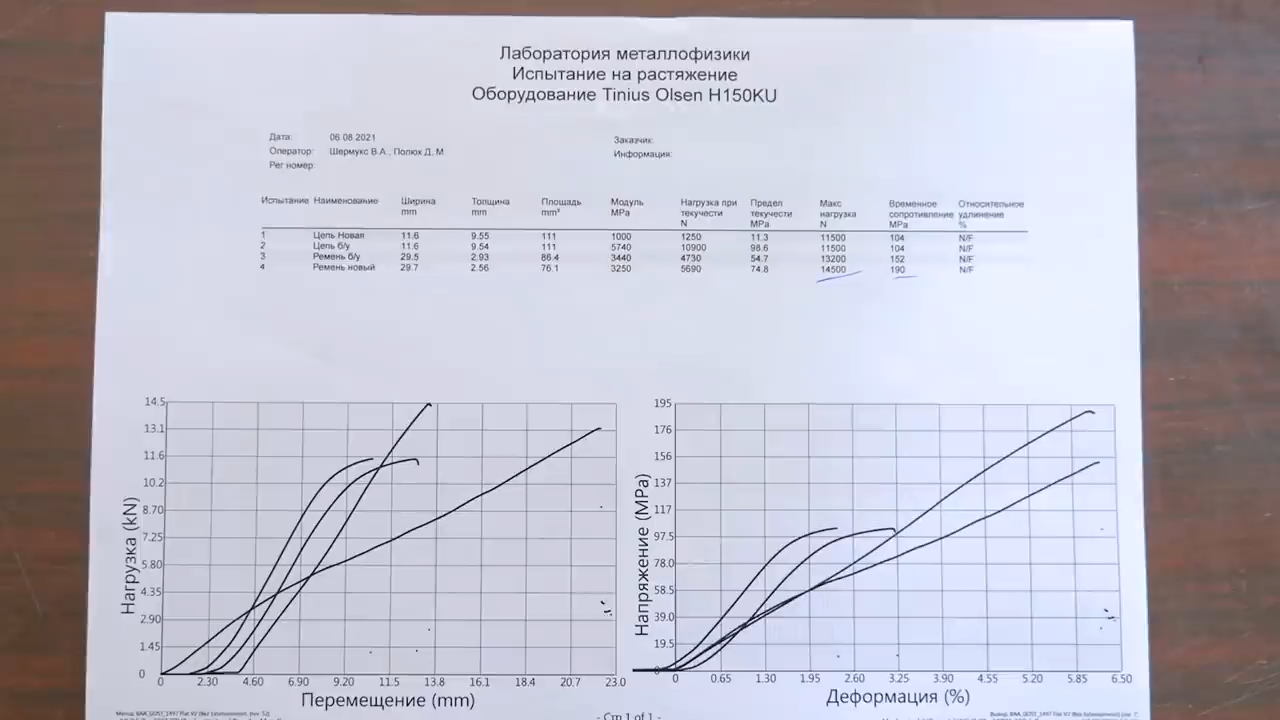 Лаборатория металлофизики
Испытание на растяжение
Оборудование Tinius Olsen H150KU
Дата: 06.08.2021 Заказчик:
Оператор: Шермукс В.А., Полюх Д. М. Информация:
Рег номер:
Испытание Наименование Ширина Толщина Площадь Модуль Нагрузка при Предел Макс Временное Относительное
mm mm mm² MPa текучести текучести нагрузка сопротивление удлинение
N MPa N MPa %
1 Цепь Новая 11.6 9.55 111 1000 1250 11.3 11500 104 N/F
2 Цепь б/у 11.6 9.54 111 5740 10900 98.6 11500 104 N/F
3 Ремень б/у 29.5 2.93 86.4 3440 4730 54.7 13200 152 N/F
4 Ремень новый 29.7 2.56 76.1 3250 5690 74.8 14500 190 N/F
Нагрузка (kN)
14.5
13.1
11.6
10.2
8.70
7.25
5.80
4.35
2.90
1.45
0
0 2.30 4.60 6.90 9.20 11.5 13.8 16.1 18.4 20.7 23.0
Перемещение (mm)
Напряжение (MPa)
195
176
156
137
117
97.5
78.0
58.5
39.0
19.5
0
0 0.65 1.30 1.95 2.60 3.25 3.90 4.55 5.20 5.85 6.50
Деформация (%)
- Стр 1 of 1 -